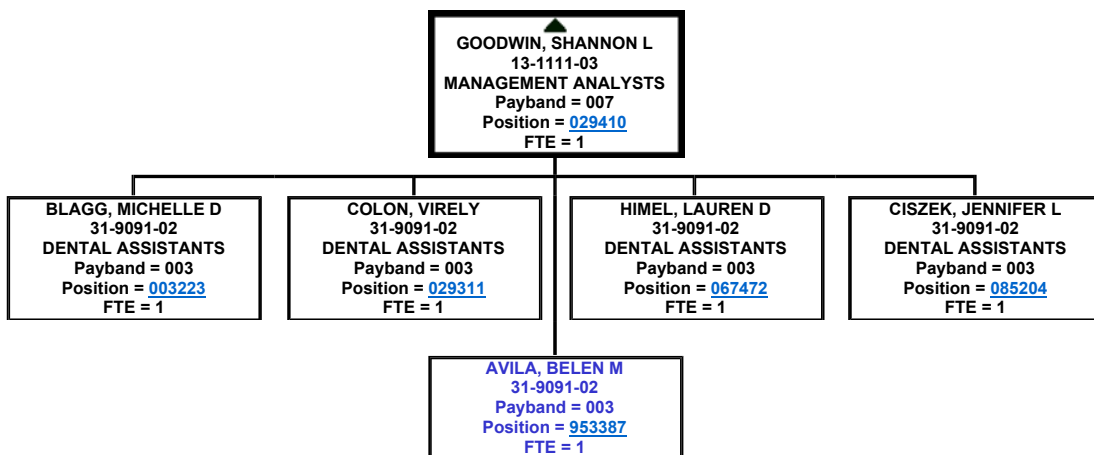 GOODWIN, SHANNON L
13-1111-03
MANAGEMENT ANALYSTS
Payband = 007
Position = 029410
FTE = 1
BLAGG, MICHELLE D
31-9091-02
DENTAL ASSISTANTS
Payband = 003
Position = 003223
FTE = 1
COLON, VIRELY
31-9091-02
DENTAL ASSISTANTS
Payband = 003
Position = 029311
FTE = 1
HIMEL, LAUREN D
31-9091-02
DENTAL ASSISTANTS
Payband = 003
Position = 067472
FTE = 1
CISZEK, JENNIFER L
31-9091-02
DENTAL ASSISTANTS
Payband = 003
Position = 085204
FTE = 1
AVILA, BELEN M
31-9091-02
Payband = 003
Position = 953387
FTE = 1